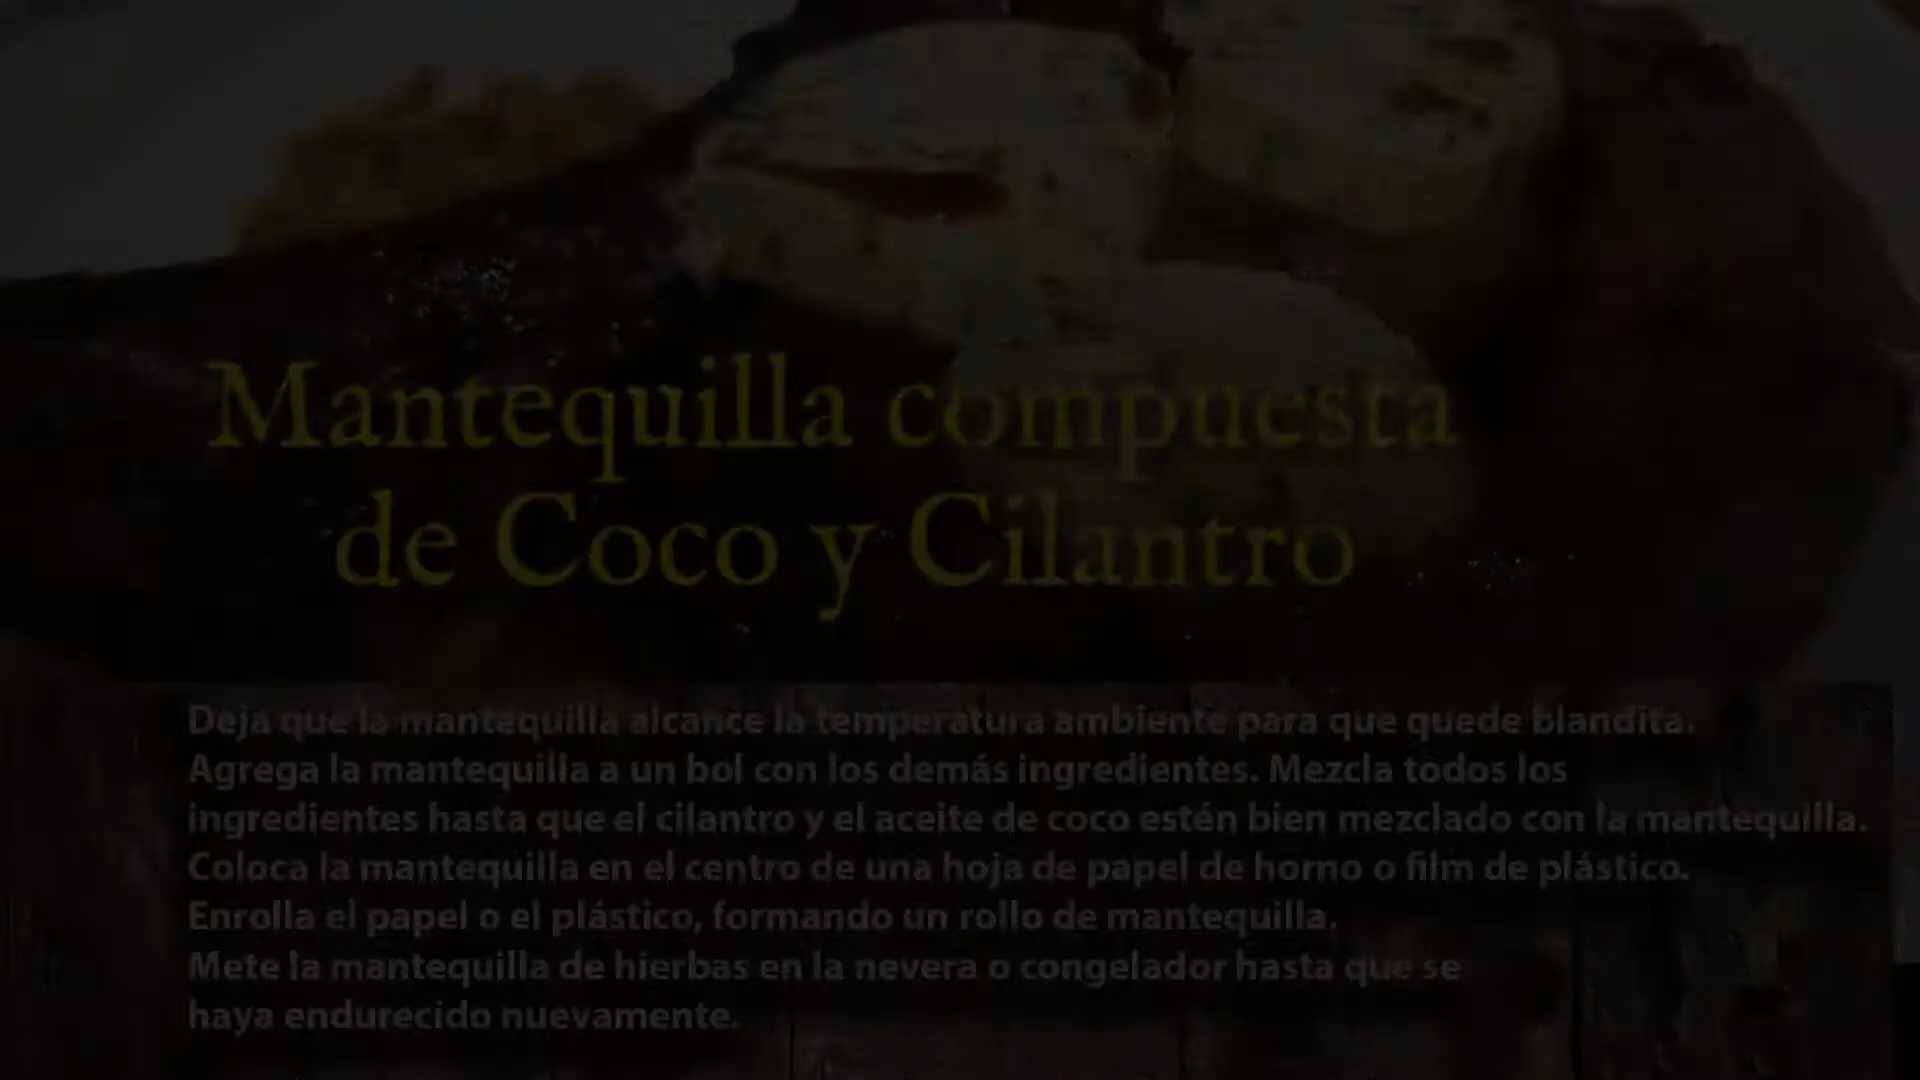 Mantequilla compuesta
de Coco y Cilantro
Deja que la mantequilla alcance la temperatura ambiente para que quede blandita.
Agrega la mantequilla a un bol con los demás ingredientes. Mezcla todos los
ingredientes hasta que el cilantro y el aceite de coco estén bien mezclado con la mantequilla.
Coloca la mantequilla en el centro de una hoja de papel de horno o film de plástico.
Enrolla el papel o el plástico, formando un rollo de mantequilla.
Mete la mantequilla de hierbas en la nevera o congelador hasta que se
haya endurecido nuevamente.